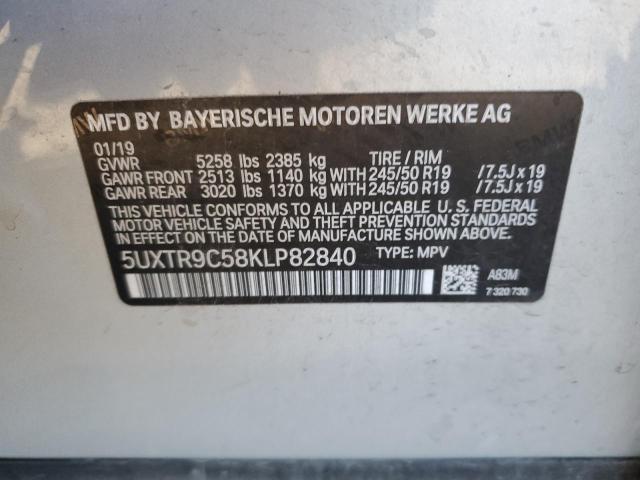 MFD BY BAYERISCHE MOTOREN WERKE AG
01/19 TIRE / RIM
GVWR 5258 lbs 2385 kg
GAWR FRONT 2513 lbs 1140 kg WITH 245/50 R19 /7.5J x 19
GAWR REAR 3020 lbs 1370 kg WITH 245/50 R19 /7.5J x 19
THIS VEHICLE CONFORMS TO ALL APPLICABLE U. S. FEDERAL
MOTOR VEHICLE SAFETY AND THEFT PREVENTION STANDARDS
IN EFFECT ON THE DATE OF MANUFACTURE SHOWN ABOVE.
5UXTR9C58KLP82840 TYPE: MPV
A83M
7 320 730